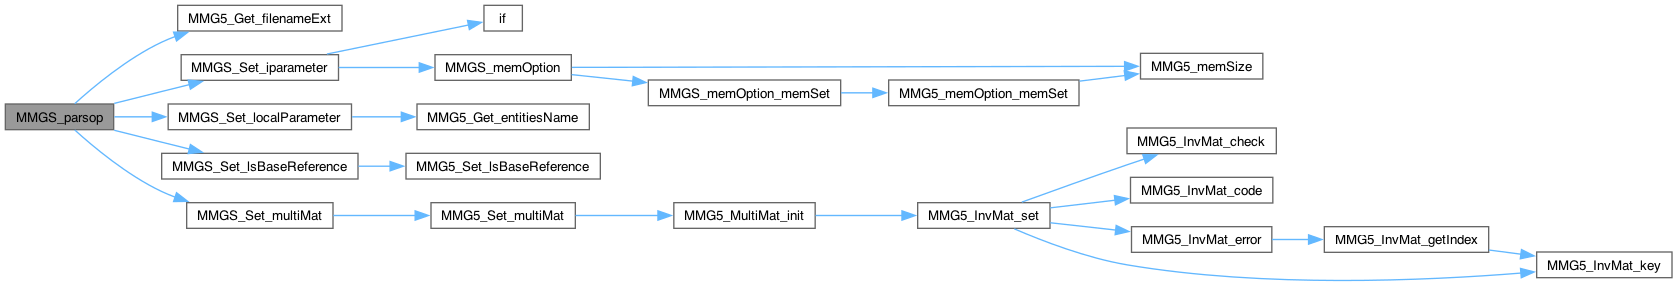 MMGS_parsop
MMG5_Get_filenameExt
MMGS_Set_iparameter
MMGS_Set_localParameter
MMGS_Set_lsBaseReference
MMGS_Set_multiMat
if
MMGS_memOption
MMG5_Get_entitiesName
MMG5_Set_lsBaseReference
MMG5_Set_multiMat
MMGS_memOption_memSet
MMG5_MultiMat_init
MMG5_memOption_memSet
MMG5_InvMat_set
MMG5_memSize
MMG5_InvMat_check
MMG5_InvMat_code
MMG5_InvMat_error
MMG5_InvMat_getIndex
MMG5_InvMat_key